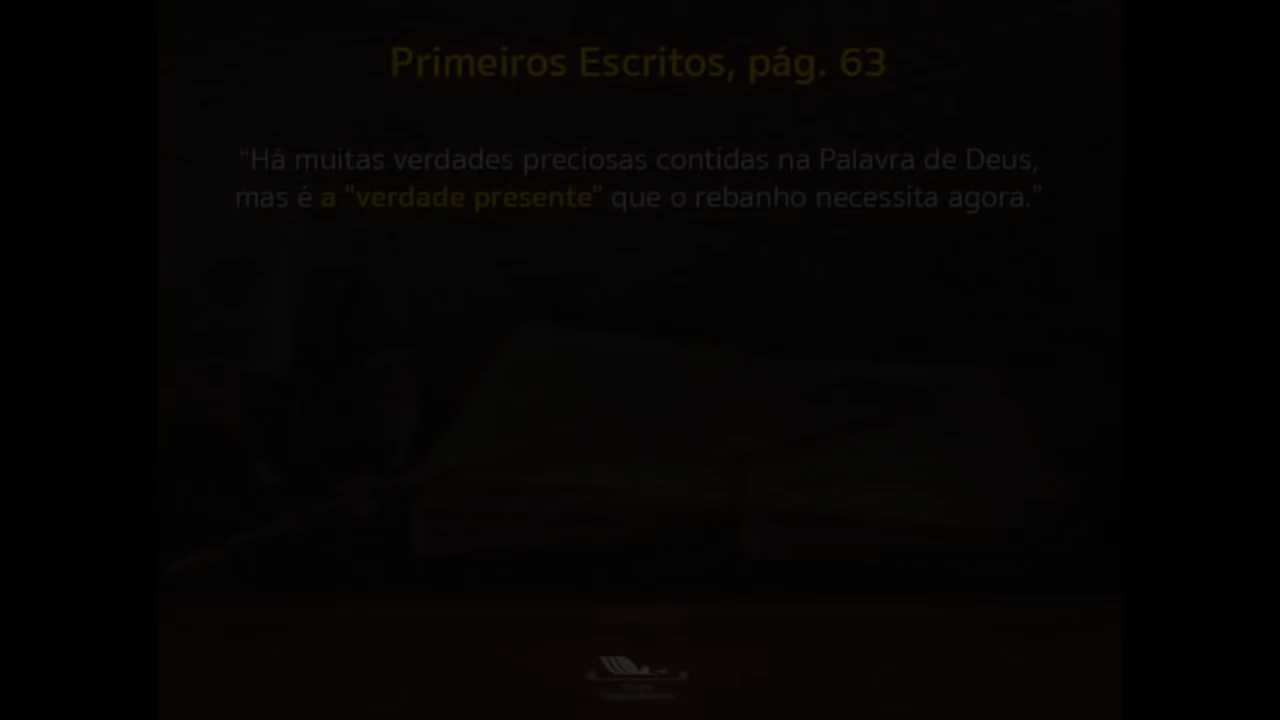 Primeiros Escritos, pág. 63
"Há muitas verdades preciosas contidas na Palavra de Deus,
mas é a "verdade presente" que o rebanho necessita agora."